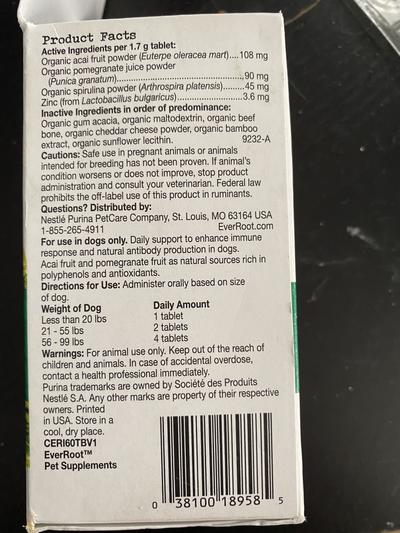 Product Facts
Active Ingredients per 1.7 g tablet:
Organic acai fruit powder (Euterpe oleracea mart)....108 mg
Organic pomegranate juice powder
(Punica granatum)..................................................90 mg
Organic spirulina powder (Arthrospira platensis).........45 mg
Zinc (from Lactobacillus bulgaricus)..........................3.6 mg
Inactive Ingredients in order of predominance:
Organic gum acacia, organic maltodextrin, organic beef
bone, organic cheddar cheese powder, organic bamboo
extract, organic sunflower lecithin. 9232-A
Cautions: Safe use in pregnant animals or animals
intended for breeding has not been proven. If animal's
condition worsens or does not improve, stop product
administration and consult your veterinarian. Federal law
prohibits the off-label use of this product in ruminants.
Questions? Distributed by:
Nestlé Purina PetCare Company, St. Louis, MO 63164 USA
1-855-265-4911 EverRoot.com
For use in dogs only. Daily support to enhance immune
response and natural antibody production in dogs.
Acai fruit and pomegranate fruit as natural sources rich in
polyphenols and antioxidants.
Directions for Use: Administer orally based on size
of dog.
Weight of Dog Daily Amount
Less than 20 lbs 1 tablet
21 - 55 lbs 2 tablets
56 - 99 lbs 4 tablets
Warnings: For animal use only. Keep out of the reach of
children and animals. In case of accidental overdose,
contact a health professional immediately.
Purina trademarks are owned by Société des Produits
Nestlé S.A. Any other marks are property of their respective
owners. Printed
in USA. Store in a
cool, dry place.
CERI60TBV1
EverRoot™
Pet Supplements
0 38100 18958 5